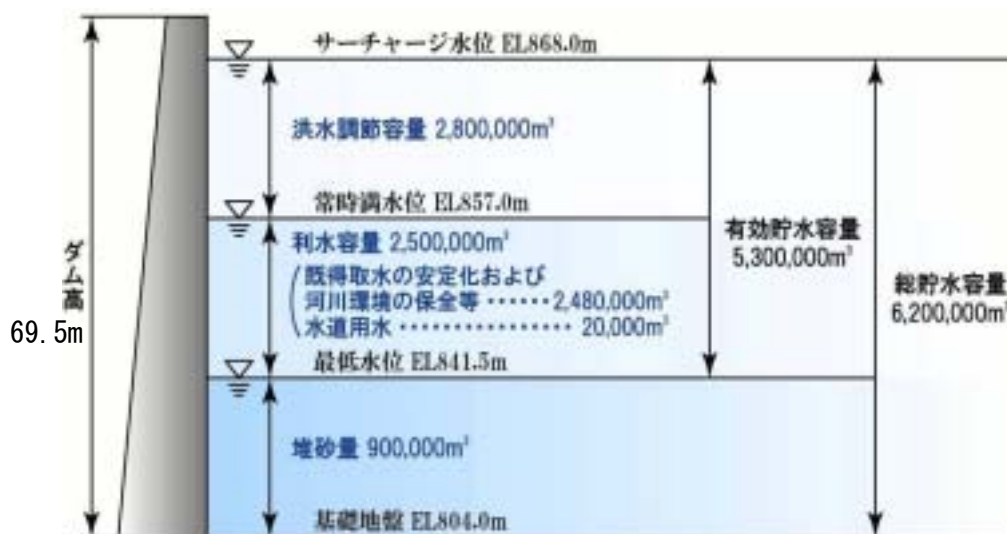 サーチャージ水位 EL868.0m
洪水調節容量 2,800,000m³
常時満水位 EL857.0m
利水容量 2,500,000m³
既得取水の安定化および
河川環境の保全等 ‥‥‥2,480,000m³
水道用水 ‥‥‥‥‥‥‥‥ 20,000m³
最低水位 EL841.5m
堆砂量 900,000m³
基礎地盤 EL804.0m
ダム高
69.5m
有効貯水容量
5,300,000m³
総貯水容量
6,200,000m³